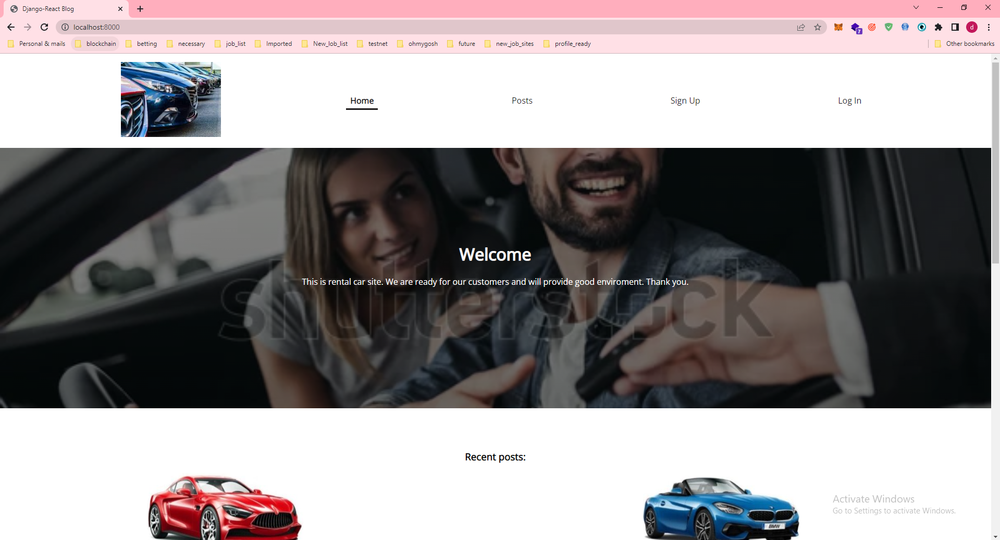 Django-React Blog
localhost:8000
7
d
Personal & mails
blockchain
betting
necessary
job_list
Imported
New_Iob_list
testnet
ohmygosh
future
new_job_sites
profile_ready
Other bookmarks
Home
Posts
Sign Up
Log In
Welcome
This is rental car site. We are ready for our customers and will provide good enviroment. Thank you.
shutterstock
Recent posts:
BMW
Activate Windows
Go to Settings to activate Windows.